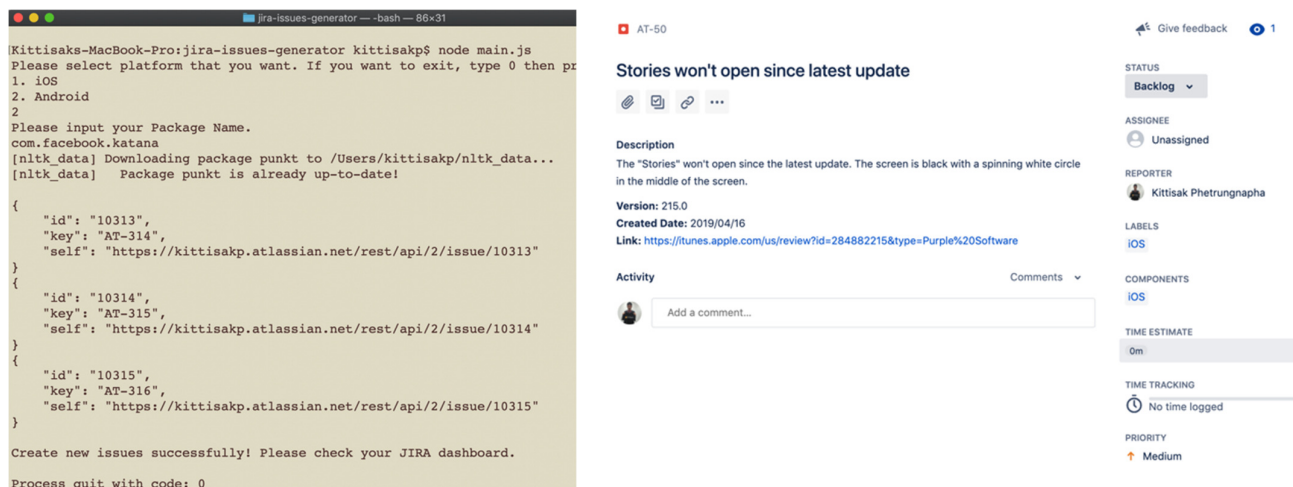 jira-issues-generator — -bash — 86×31
Kittisaks-MacBook-Pro:jira-issues-generator kittisakp$ node main.js
Please select platform that you want. If you want to exit, type 0 then pr
1. iOS
2. Android
2
Please input your Package Name.
com.facebook.katana
[nltk_data] Downloading package punkt to /Users/kittisakp/nltk_data...
[nltk_data]   Package punkt is already up-to-date!
{
    "id": "10313",
    "key": "AT-314",
    "self": "https://kittisakp.atlassian.net/rest/api/2/issue/10313"
}
{
    "id": "10314",
    "key": "AT-315",
    "self": "https://kittisakp.atlassian.net/rest/api/2/issue/10314"
}
{
    "id": "10315",
    "key": "AT-316",
    "self": "https://kittisakp.atlassian.net/rest/api/2/issue/10315"
}
Create new issues successfully! Please check your JIRA dashboard.
Process quit with code: 0
AT-50
Give feedback
1
Stories won't open since latest update
Description
The "Stories" won't open since the latest update. The screen is black with a spinning white circle
in the middle of the screen.
Version: 215.0
Created Date: 2019/04/16
Link: https://itunes.apple.com/us/review?id=284882215&type=Purple%20Software
Activity
Comments
Add a comment...
STATUS
Backlog
ASSIGNEE
Unassigned
REPORTER
Kittisak Phetrungnapha
LABELS
iOS
COMPONENTS
iOS
TIME ESTIMATE
0m
TIME TRACKING
No time logged
PRIORITY
Medium